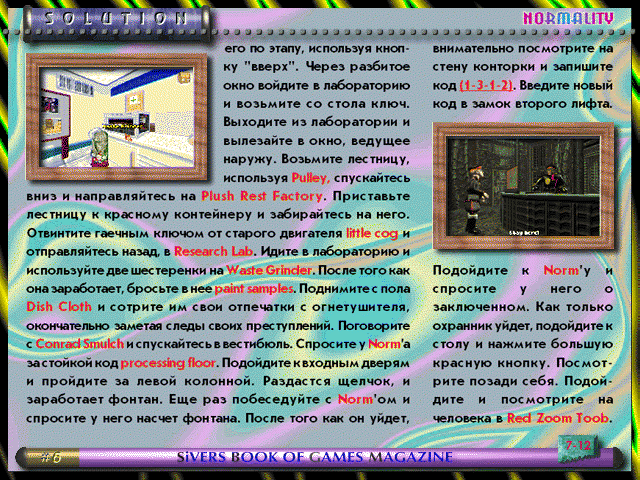 SOLUTION
NORMALITY
его по этапу, используя кноп-
ку "вверх". Через разбитое
окно войдите в лабораторию
и возьмите со стола ключ.
Выходите из лаборатории и
вылезайте в окно, ведущее
наружу. Возьмите лестницу,
используя Pulley, спускайтесь
вниз и направляйтесь на Plush Rest Factory. Приставьте
лестницу к красному контейнеру и забирайтесь на него.
Отвинтите гаечным ключом от старого двигателя little cog и
отправляйтесь назад, в Research Lab. Идите в лабораторию и
используйте две шестеренки на Waste Grinder. После того как
она заработает, бросьте в нее paint samples. Поднимите с пола
Dish Cloth и сотрите им свои отпечатки с огнетушителя,
окончательно заметая следы своих преступлений. Поговорите
с Conrad Smulch и спускайтесь в вестибюль. Спросите у Norm'а
за стойкой код processing floor. Подойдите к входным дверям
и пройдите за левой колонной. Раздастся щелчок, и
заработает фонтан. Еще раз побеседуйте с Norm'ом и
спросите у него насчет фонтана. После того как он уйдет,
внимательно посмотрите на
стену конторки и запишите
код (1-3-1-2). Введите новый
код в замок второго лифта.
Okay here!
Подойдите к Norm'у и
спросите у него о
заключенном. Как только
охранник уйдет, подойдите к
столу и нажмите большую
красную кнопку. Посмот-
рите позади себя. Подой-
дите и посмотрите на
человека в Red Zoom Toob.
#6
SiVERS BOOK OF GAMES MAGAZINE
7-12